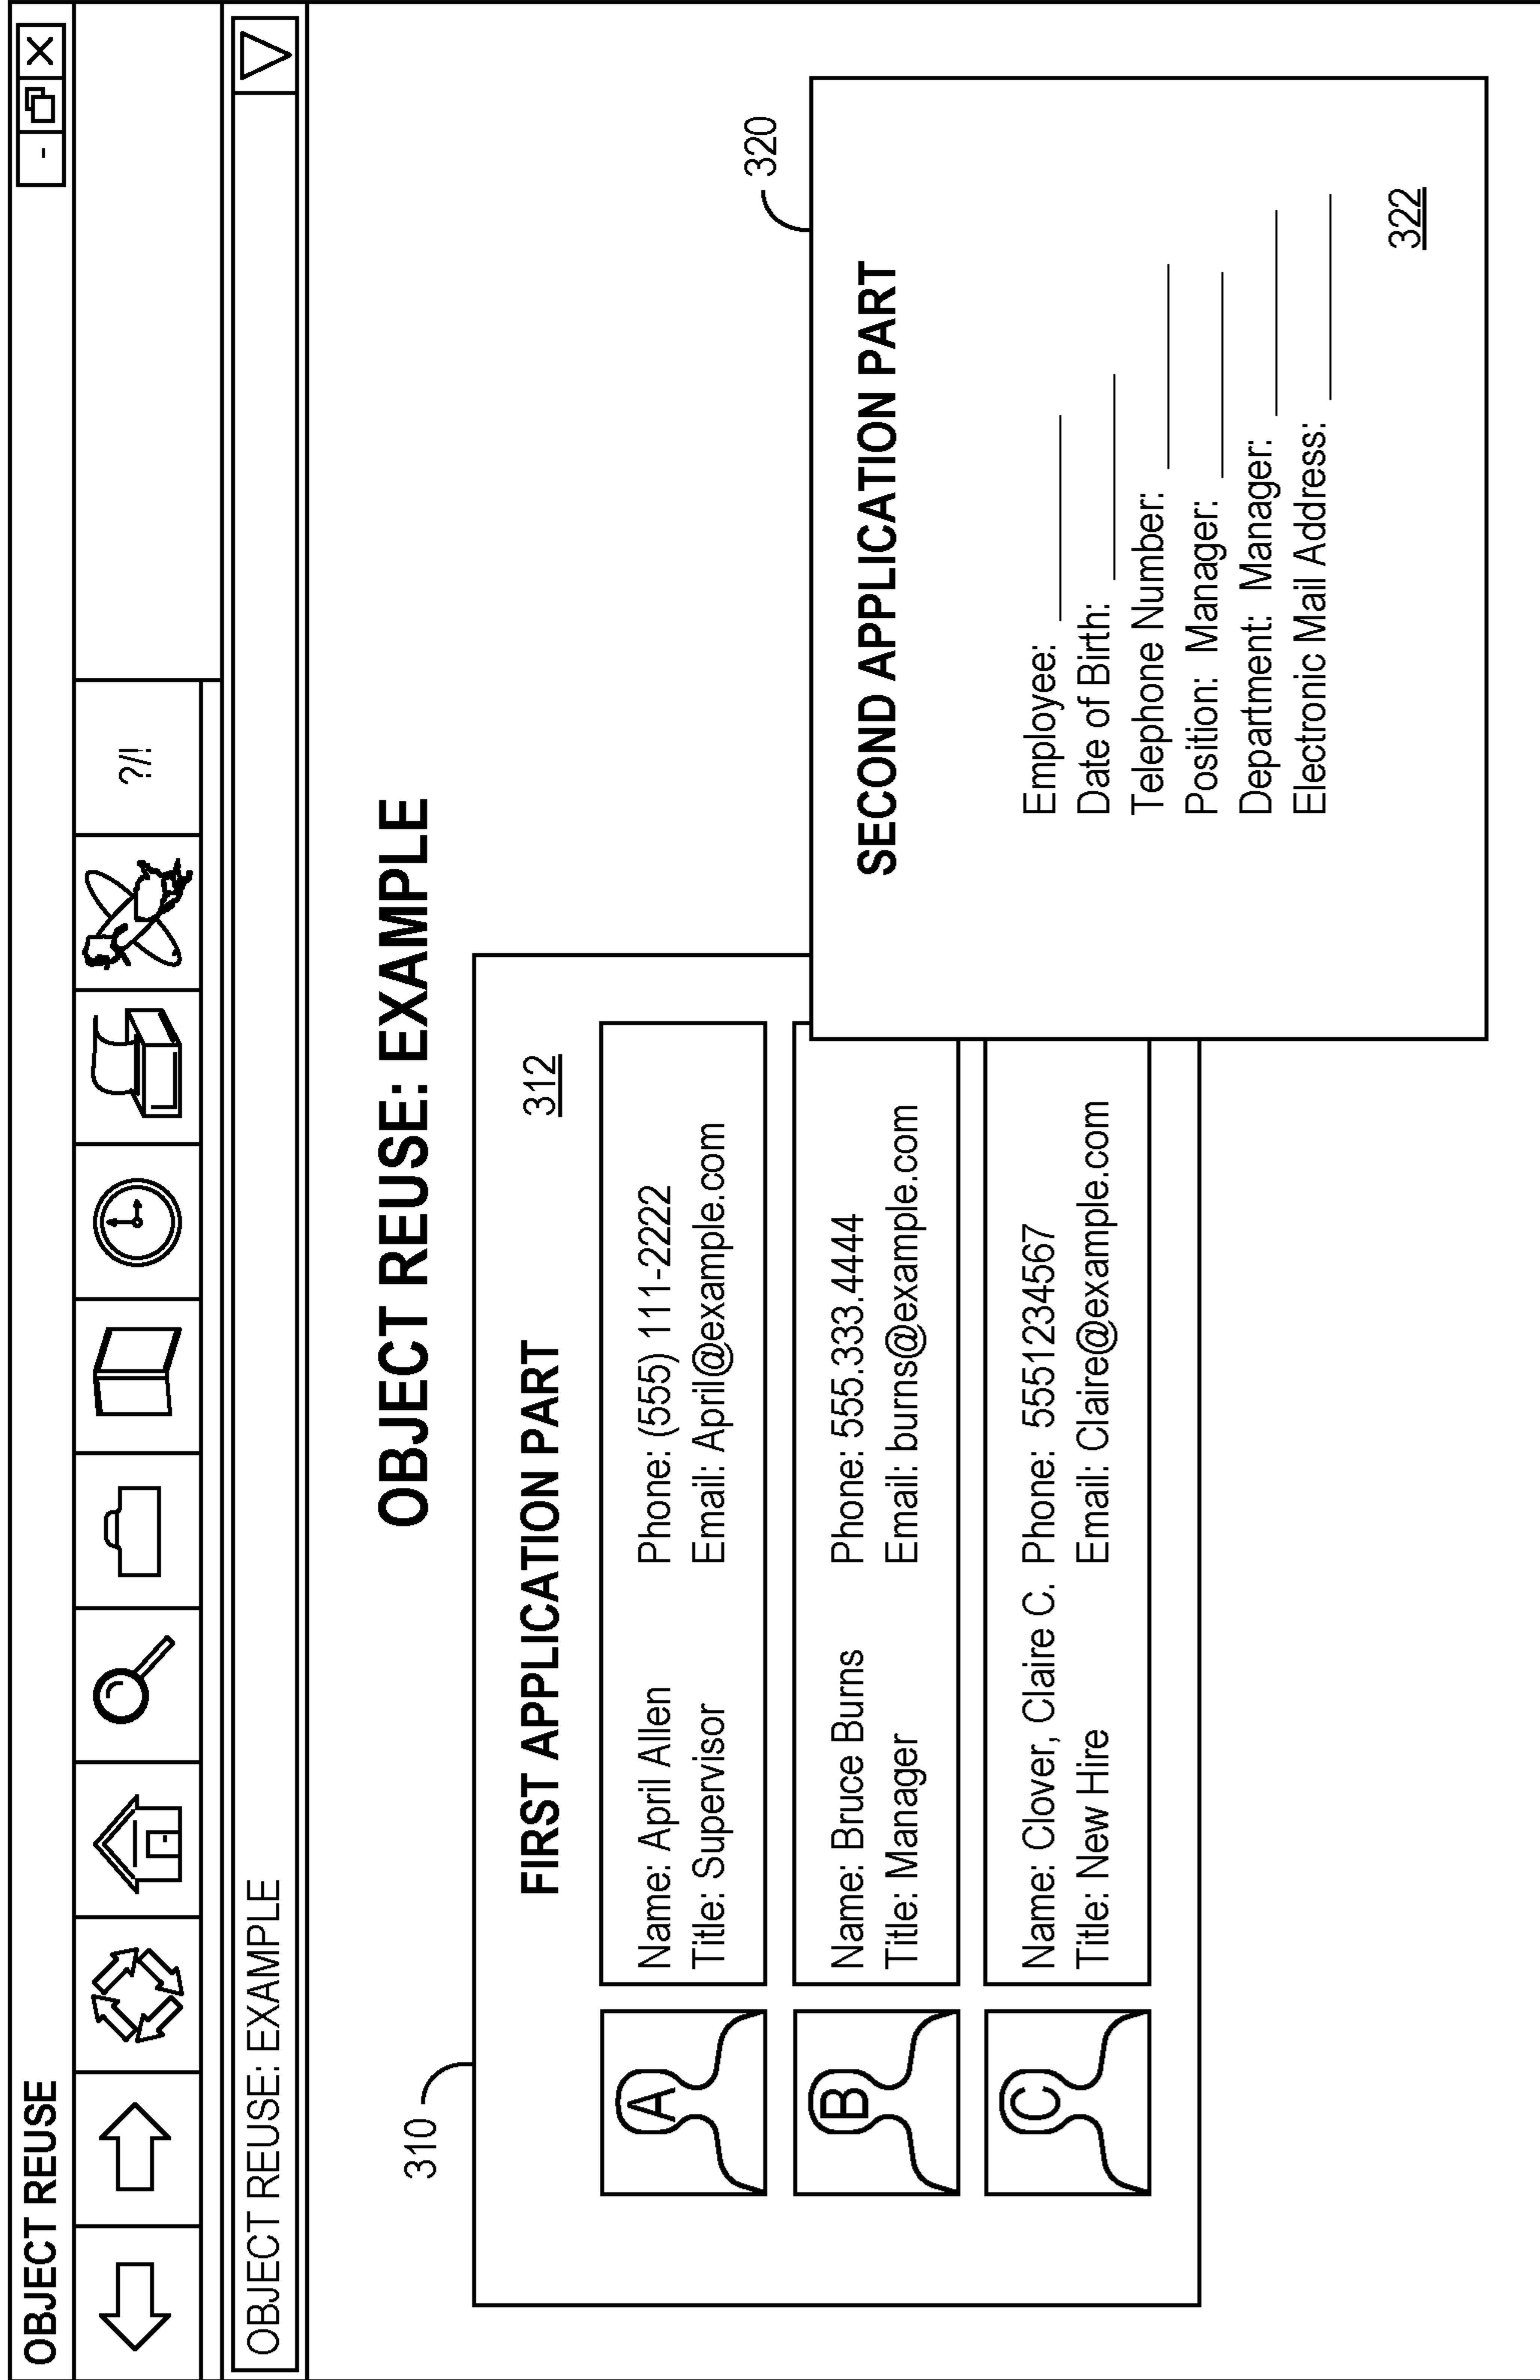 OBJECT REUSE
- X
?/!
OBJECT REUSE: EXAMPLE
OBJECT REUSE: EXAMPLE
310
FIRST APPLICATION PART
312
A
Name: April Allen Phone: (555) 111-2222
Title: Supervisor Email: April@example.com
B
Name: Bruce Burns Phone: 555.333.4444
Title: Manager Email: burns@example.com
C
Name: Clover, Claire C. Phone: 5551234567
Title: New Hire Email: Claire@example.com
320
SECOND APPLICATION PART
Employee:
Date of Birth:
Telephone Number:
Position: Manager:
Department: Manager:
Electronic Mail Address:
322